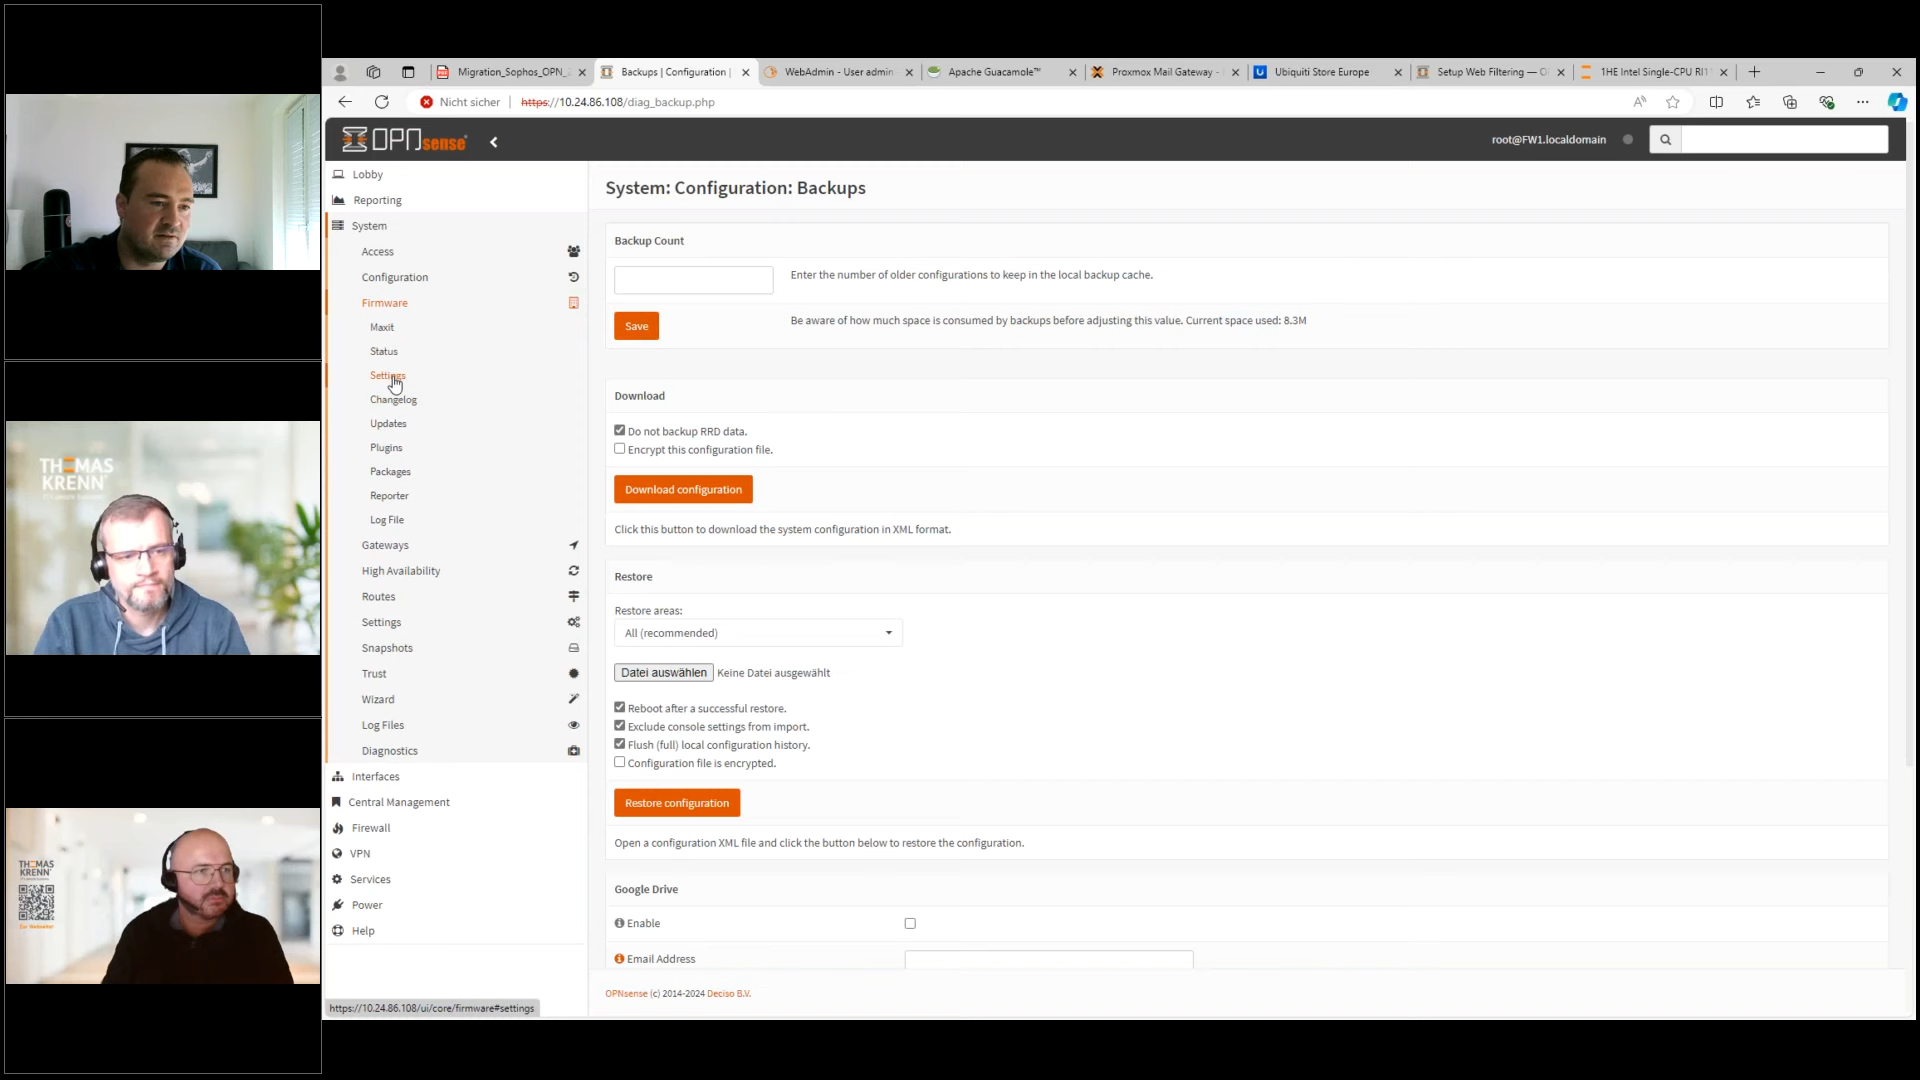 Migration_Sophos_OPN_
Backups | Configuration |
WebAdmin - User admin
Apache Guacamole™
Proxmox Mail Gateway -
Ubiquiti Store Europe
Setup Web Filtering — O
1HE Intel Single-CPU RI1
Nicht sicher
https://10.24.86.108/diag_backup.php
OPNsense
root@FW1.localdomain
Lobby
Reporting
System
Access
Configuration
Firmware
Maxit
Status
Settings
Changelog
Updates
Plugins
Packages
Reporter
Log File
Gateways
High Availability
Routes
Settings
Snapshots
Trust
Wizard
Log Files
Diagnostics
Interfaces
Central Management
Firewall
VPN
Services
Power
Help
https://10.24.86.108/ui/core/firmware#settings
System: Configuration: Backups
Backup Count
Enter the number of older configurations to keep in the local backup cache.
Save
Be aware of how much space is consumed by backups before adjusting this value. Current space used: 8.3M
Download
Do not backup RRD data.
Encrypt this configuration file.
Download configuration
Click this button to download the system configuration in XML format.
Restore
Restore areas:
All (recommended)
Datei auswählen Keine Datei ausgewählt
Reboot after a successful restore.
Exclude console settings from import.
Flush (full) local configuration history.
Configuration file is encrypted.
Restore configuration
Open a configuration XML file and click the button below to restore the configuration.
Google Drive
Enable
Email Address
OPNsense (c) 2014-2024 Deciso B.V.
THOMAS
KRENN
THOMAS
KRENN